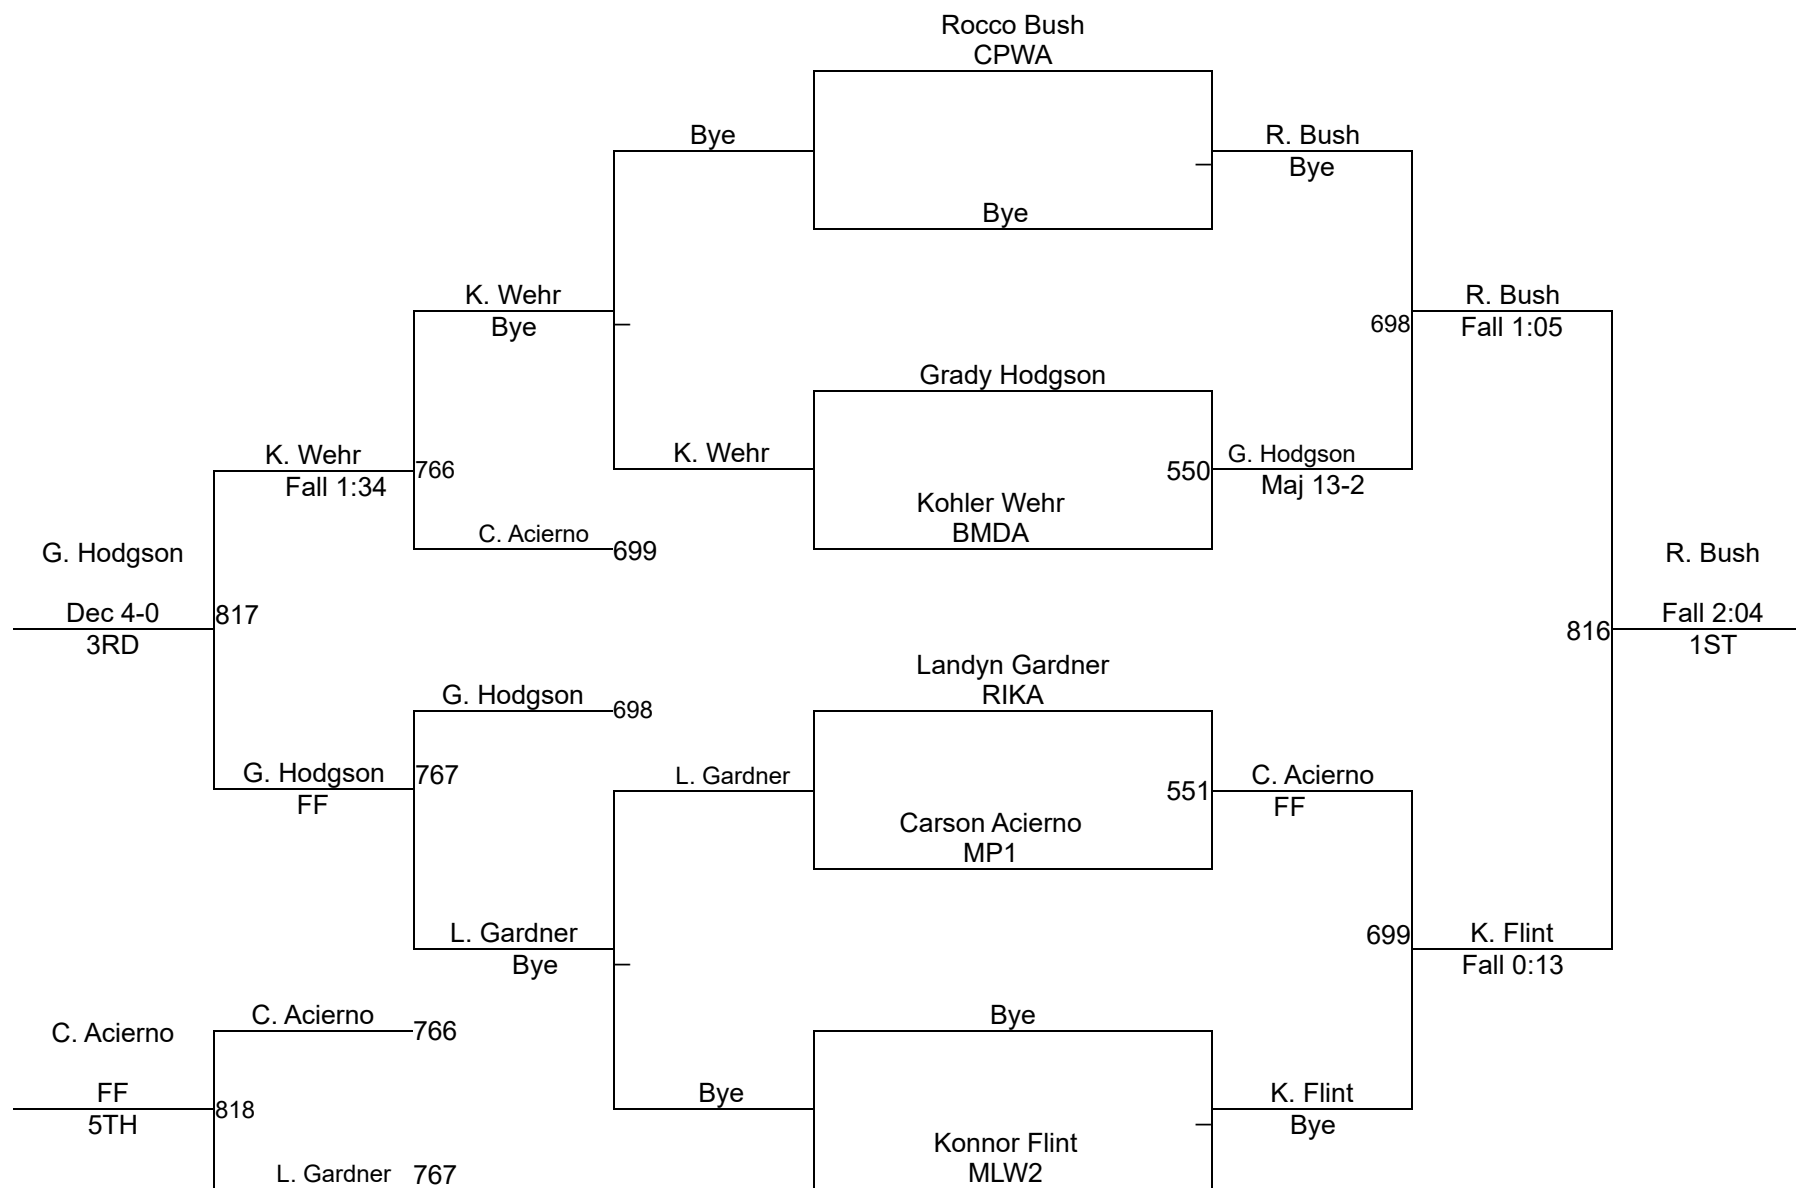 Rocco Bush
CPWA
Bye
R. Bush
Bye
Bye
K. Wehr
Bye
698
R. Bush
Fall 1:05
Grady Hodgson
K. Wehr
Fall 1:34
766
K. Wehr
550
G. Hodgson
Maj 13-2
Kohler Wehr
BMDA
C. Acierno
699
G. Hodgson
Dec 4-0
3RD
817
R. Bush
Fall 2:04
1ST
816
Landyn Gardner
RIKA
G. Hodgson
698
G. Hodgson
FF
767
L. Gardner
551
C. Acierno
FF
Carson Acierno
MP1
L. Gardner
Bye
699
K. Flint
Fall 0:13
C. Acierno
FF
5TH
C. Acierno
766
818
L. Gardner
767
Bye
Bye
K. Flint
Bye
Konnor Flint
MLW2